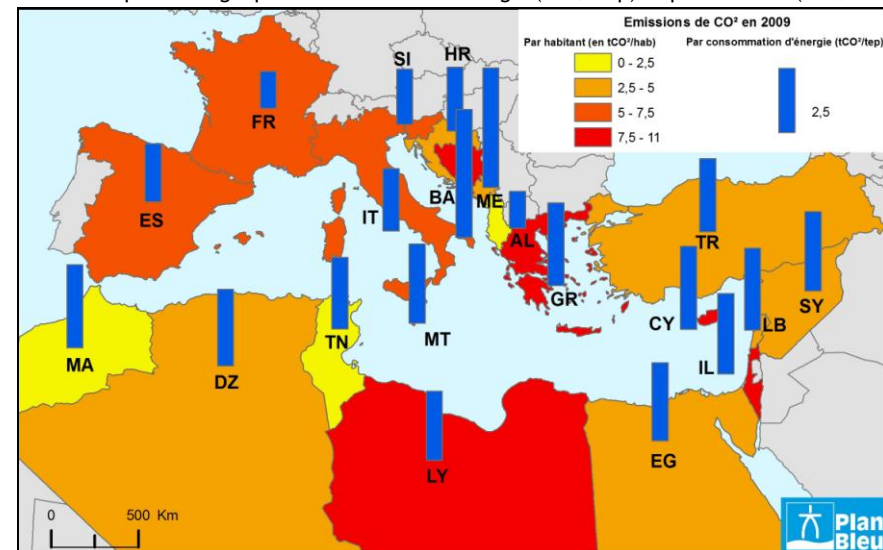 Emissions de CO² en 2009
Par habitant (en tCO²/hab)
Par consommation d'énergie (tCO²/tep)
0 - 2,5
2,5 - 5
5 - 7,5
7,5 - 11
2,5
SI
HR
FR
ES
IT
BA
ME
AL
GR
TR
SY
CY
LB
IL
MA
DZ
TN
MT
LY
EG
0 500 Km
Plan
Bleu